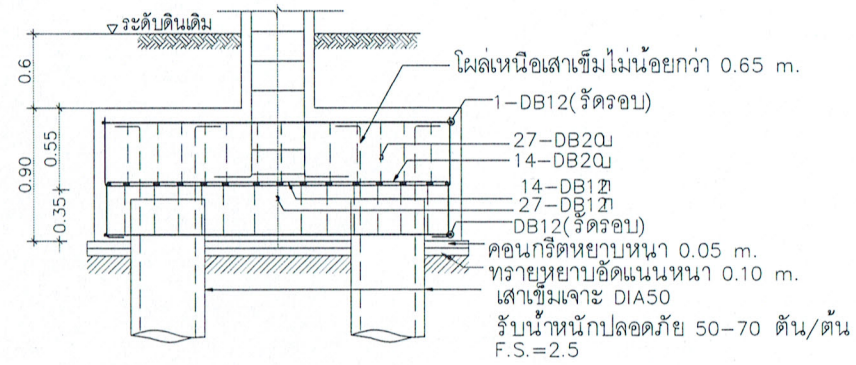 ระดับดินเดิม
0.6
โผล่เหนือเสาเข็มไม่น้อยกว่า 0.65 m.
1-DB12(รัดรอบ)
0.55
27-DB20บ
14-DB20บ
0.90
14-DB12ท
27-DB12ท
0.35
DB12(รัดรอบ)
คอนกรีตหยาบหนา 0.05 m.
ทรายหยาบอัดแน่นหนา 0.10 m.
เสาเข็มเจาะ DIA50
รับน้ำหนักปลอดภัย 50-70 ตัน/ต้น
F.S.=2.5